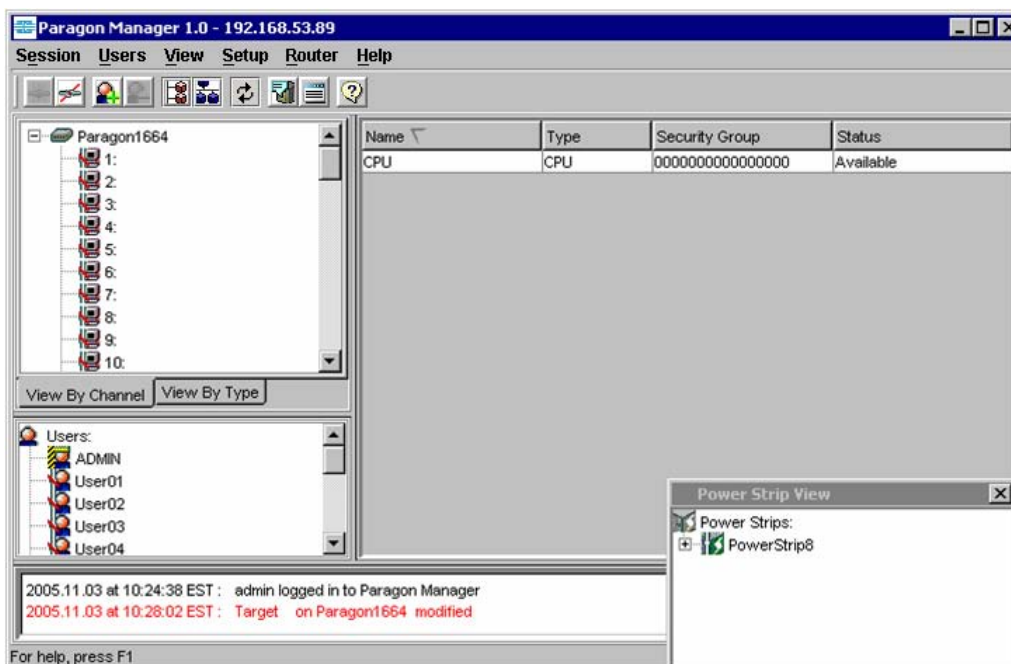 Paragon Manager 1.0 - 192.168.53.89
Session Users View Setup Router Help
Paragon1664
1:
2:
3:
4:
5:
6:
7:
8:
9:
10:
View By Channel View By Type
Name Type Security Group Status
CPU CPU 0000000000000000 Available
Users:
ADMIN
User01
User02
User03
User04
Power Strip View
Power Strips:
PowerStrip8
2005.11.03 at 10:24:38 EST : admin logged in to Paragon Manager
2005.11.03 at 10:28:02 EST : Target on Paragon1664 modified
For help, press F1